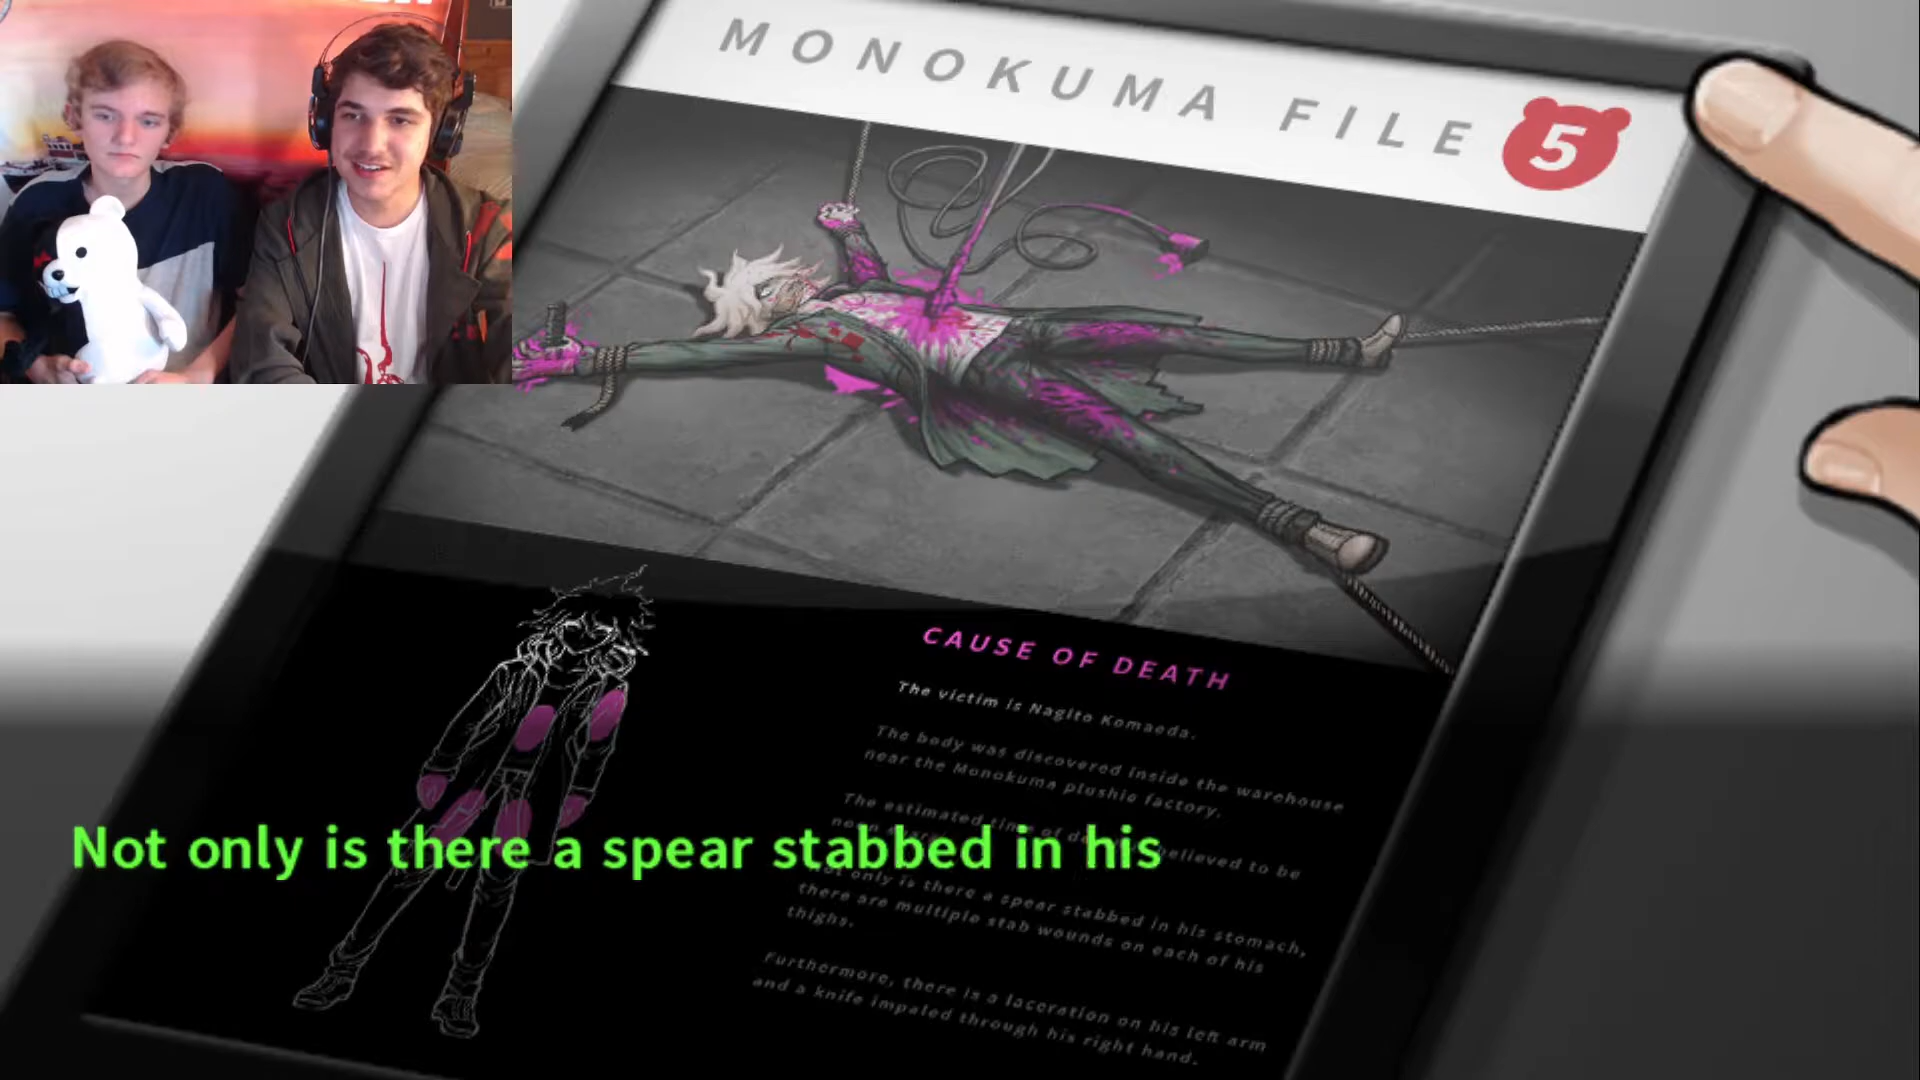 MONOKUMA FILE 5
CAUSE OF DEATH
The victim is Nagito Komaeda.
The body was discovered inside the warehouse
near the Monokuma plushie factory.
The estimated time of believed to be
Not only is there a spear stabbed in his
Not only is there a spear stabbed in his stomach,
there are multiple stab wounds on each of his
thighs.
Furthermore, there is a laceration on his left arm
and a knife impaled through his right hand.